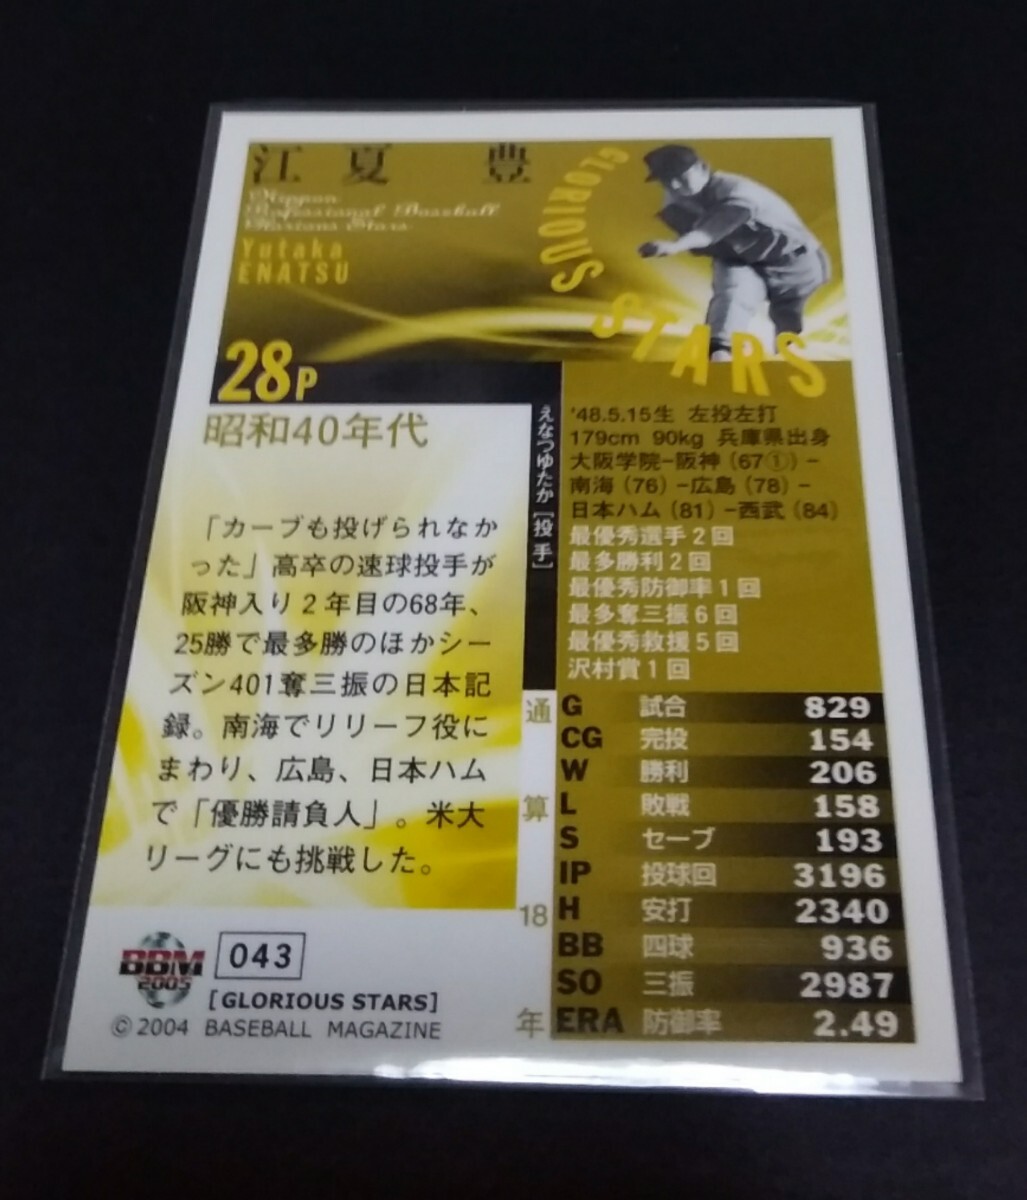 江夏 豊
GLORIOUS STARS
Nippon
Professional Baseball
Glorious Stars
Yutaka
ENATSU
28P
昭和40年代
「カーブも投げられなか
った」高卒の速球投手が
阪神入り2年目の68年、
25勝で最多勝のほかシー
ズン401奪三振の日本記
録。南海でリリーフ役に
まわり、広島、日本ハム
で「優勝請負人」。米大
リーグにも挑戦した。
えなつゆたか [投手]
'48.5.15生 左投左打
179cm 90kg 兵庫県出身
大阪学院−阪神(67①)−
南海(76)−広島(78)−
日本ハム(81)−西武(84)
最優秀選手2回
最多勝利2回
最優秀防御率1回
最多奪三振6回
最優秀救援5回
沢村賞1回
通算18年
G 試合 829
CG 完投 154
W 勝利 206
L 敗戦 158
S セーブ 193
IP 投球回 3196
H 安打 2340
BB 四球 936
SO 三振 2987
ERA 防御率 2.49
BBM
2005
043
[GLORIOUS STARS]
© 2004 BASEBALL MAGAZINE